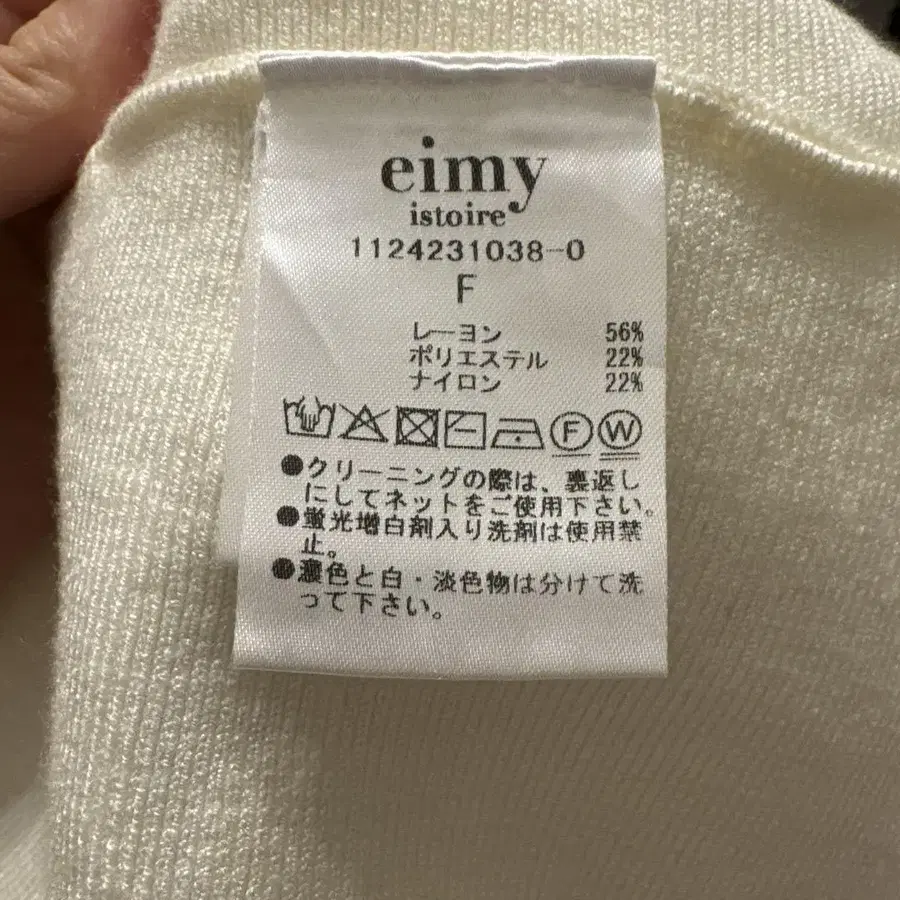 eimy
istoire
1124231038-0
F
レーヨン 56%
ポリエステル 22%
ナイロン 22%
F W
●クリーニングの際は、裏返し
にしてネットをご使用下さい。
●蛍光増白剤入り洗剤は使用禁
止。
●濃色と白・淡色物は分けて洗
って下さい。